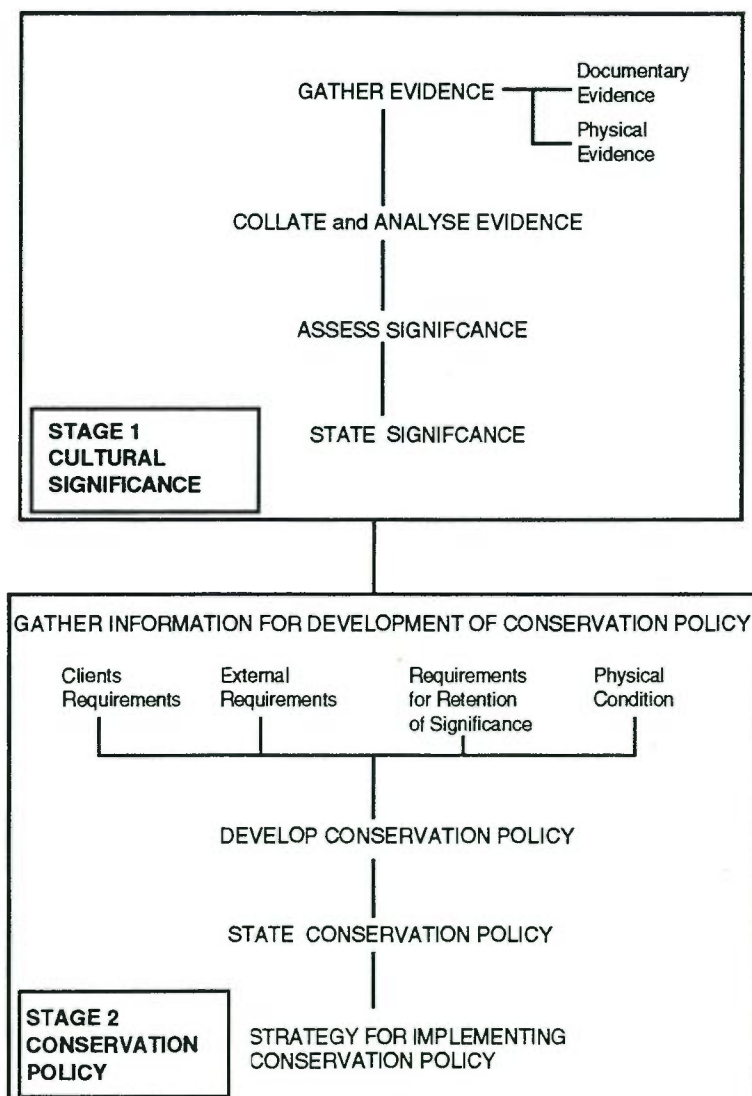 GATHER EVIDENCE
Documentary
Evidence
Physical
Evidence
COLLATE and ANALYSE EVIDENCE
ASSESS SIGNIFCANCE
STATE SIGNIFCANCE
STAGE 1
CULTURAL
SIGNIFICANCE
GATHER INFORMATION FOR DEVELOPMENT OF CONSERVATION POLICY
Clients
Requirements
External
Requirements
Requirements
for Retention
of Significance
Physical
Condition
DEVELOP CONSERVATION POLICY
STATE CONSERVATION POLICY
STAGE 2
CONSERVATION
POLICY
STRATEGY FOR IMPLEMENTING
CONSERVATION POLICY